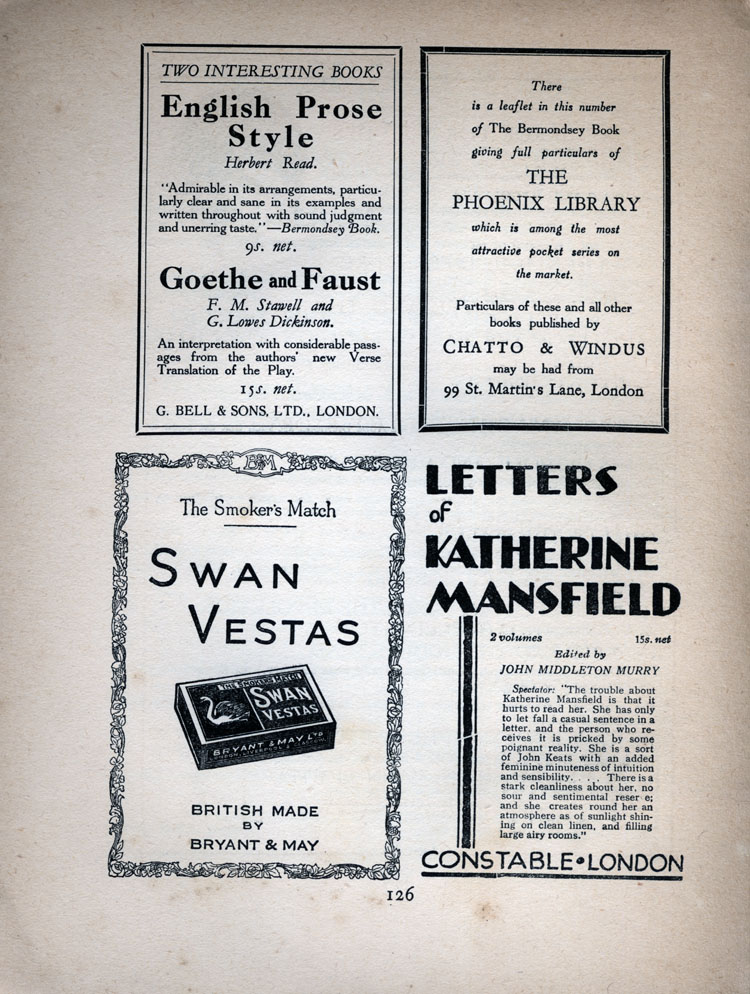 TWO INTERESTING BOOKS
English Prose
Style
Herbert Read.
"Admirable in its arrangements, particu-
larly clear and sane in its examples and
written throughout with sound judgment
and unerring taste."—Bermondsey Book.
9s. net.
Goethe and Faust
F. M. Stawell and
G. Lowes Dickinson.
An interpretation with considerable pass-
ages from the authors' new Verse
Translation of the Play.
15s. net.
G. BELL & SONS, LTD., LONDON.
There
is a leaflet in this number
of The Bermondsey Book
giving full particulars of
THE
PHOENIX LIBRARY
which is among the most
attractive pocket series on
the market.
Particulars of these and all other
books published by
CHATTO & WINDUS
may be had from
99 St. Martin's Lane, London
B&M
The Smoker's Match
SWAN
VESTAS
THE SMOKER'S MATCH
SWAN
VESTAS
BRYANT & MAY, LTD
BRITISH MADE
BY
BRYANT & MAY
LETTERS
of
KATHERINE
MANSFIELD
2 volumes 15s. net
Edited by
JOHN MIDDLETON MURRY
Spectator: "The trouble about
Katherine Mansfield is that it
hurts to read her. She has only
to let fall a casual sentence in a
letter, and the person who re-
ceives it is pricked by some
poignant reality. She is a sort
of John Keats with an added
feminine minuteness of intuition
and sensibility. . . . There is a
stark cleanliness about her, no
sour and sentimental reser e;
and she creates round her an
atmosphere as of sunlight shin-
ing on clean linen, and filling
large airy rooms."
CONSTABLE • LONDON
126